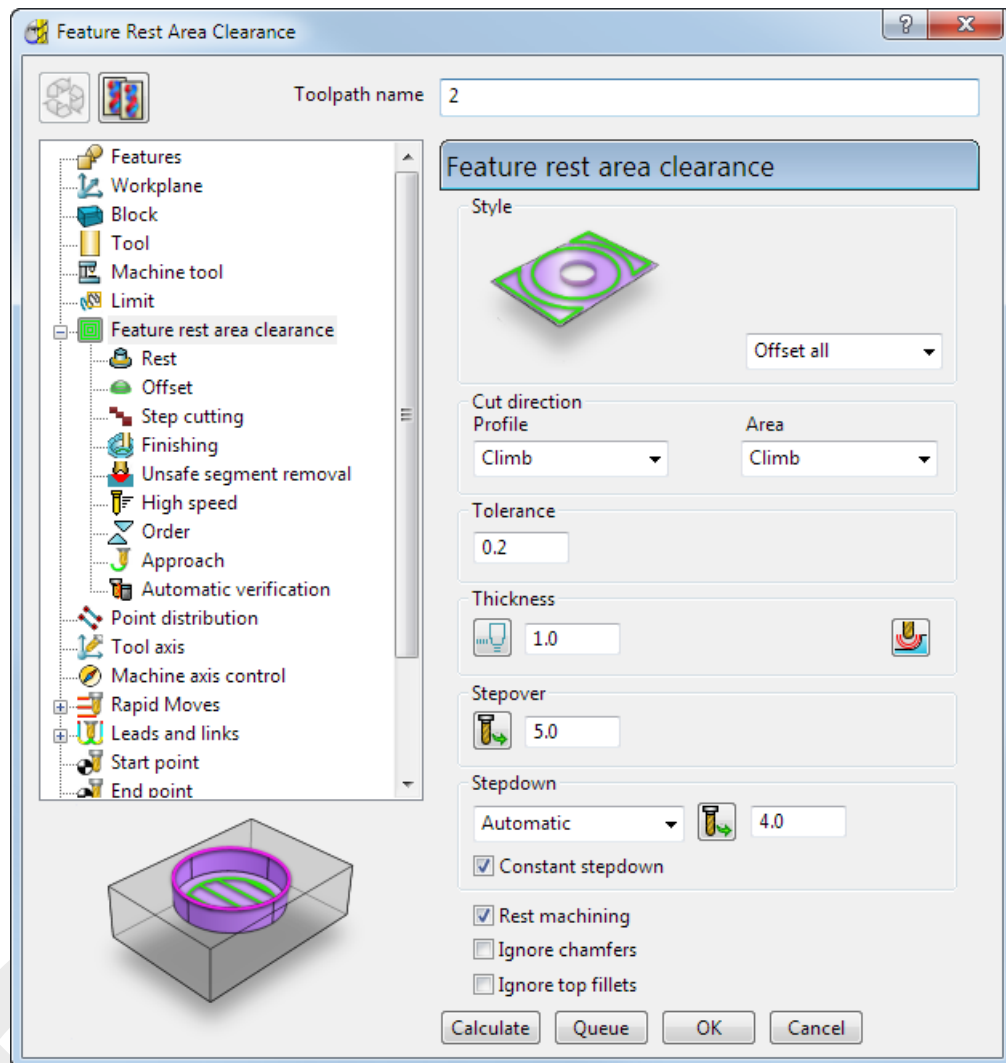 Feature Rest Area Clearance
?
Toolpath name 2
Features
Workplane
Block
Tool
Machine tool
Limit
Feature rest area clearance
Rest
Offset
Step cutting
Finishing
Unsafe segment removal
High speed
Order
Approach
Automatic verification
Point distribution
Tool axis
Machine axis control
Rapid Moves
Leads and links
Start point
End point
Feature rest area clearance
Style
Offset all
Cut direction
Profile Area
Climb Climb
Tolerance
0.2
Thickness
1.0
Stepover
5.0
Stepdown
Automatic 4.0
Constant stepdown
Rest machining
Ignore chamfers
Ignore top fillets
Calculate Queue OK Cancel